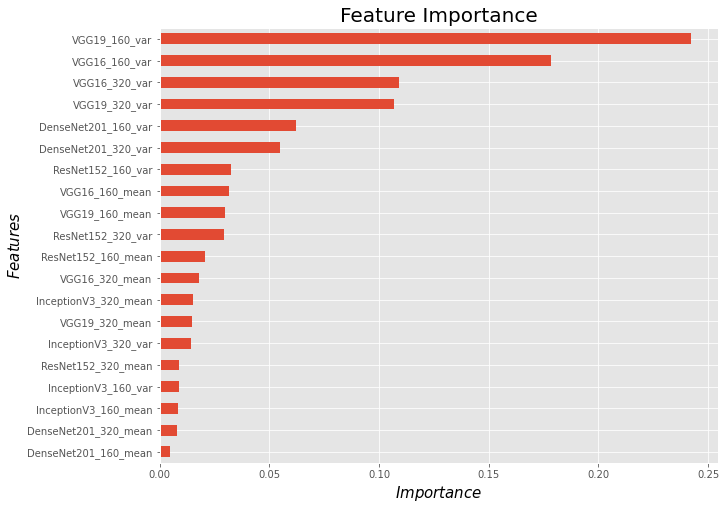 Feature Importance
VGG19_160_var
VGG16_160_var
VGG16_320_var
VGG19_320_var
DenseNet201_160_var
DenseNet201_320_var
ResNet152_160_var
VGG16_160_mean
VGG19_160_mean
ResNet152_320_var
ResNet152_160_mean
VGG16_320_mean
InceptionV3_320_mean
VGG19_320_mean
InceptionV3_320_var
ResNet152_320_mean
InceptionV3_160_var
InceptionV3_160_mean
DenseNet201_320_mean
DenseNet201_160_mean
Features
0.00 0.05 0.10 0.15 0.20 0.25
Importance